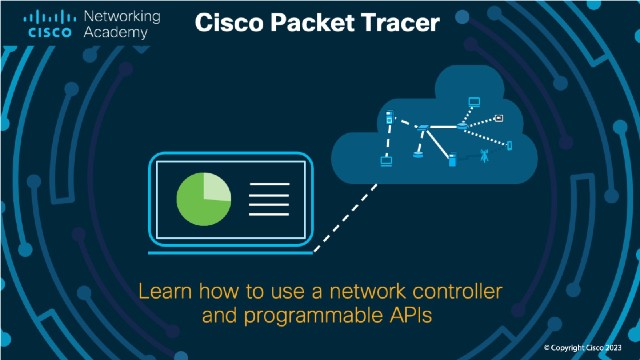 Networking
CISCO Academy
Cisco Packet Tracer
Learn how to use a network controller
and programmable APIs
© Copyright Cisco 2023